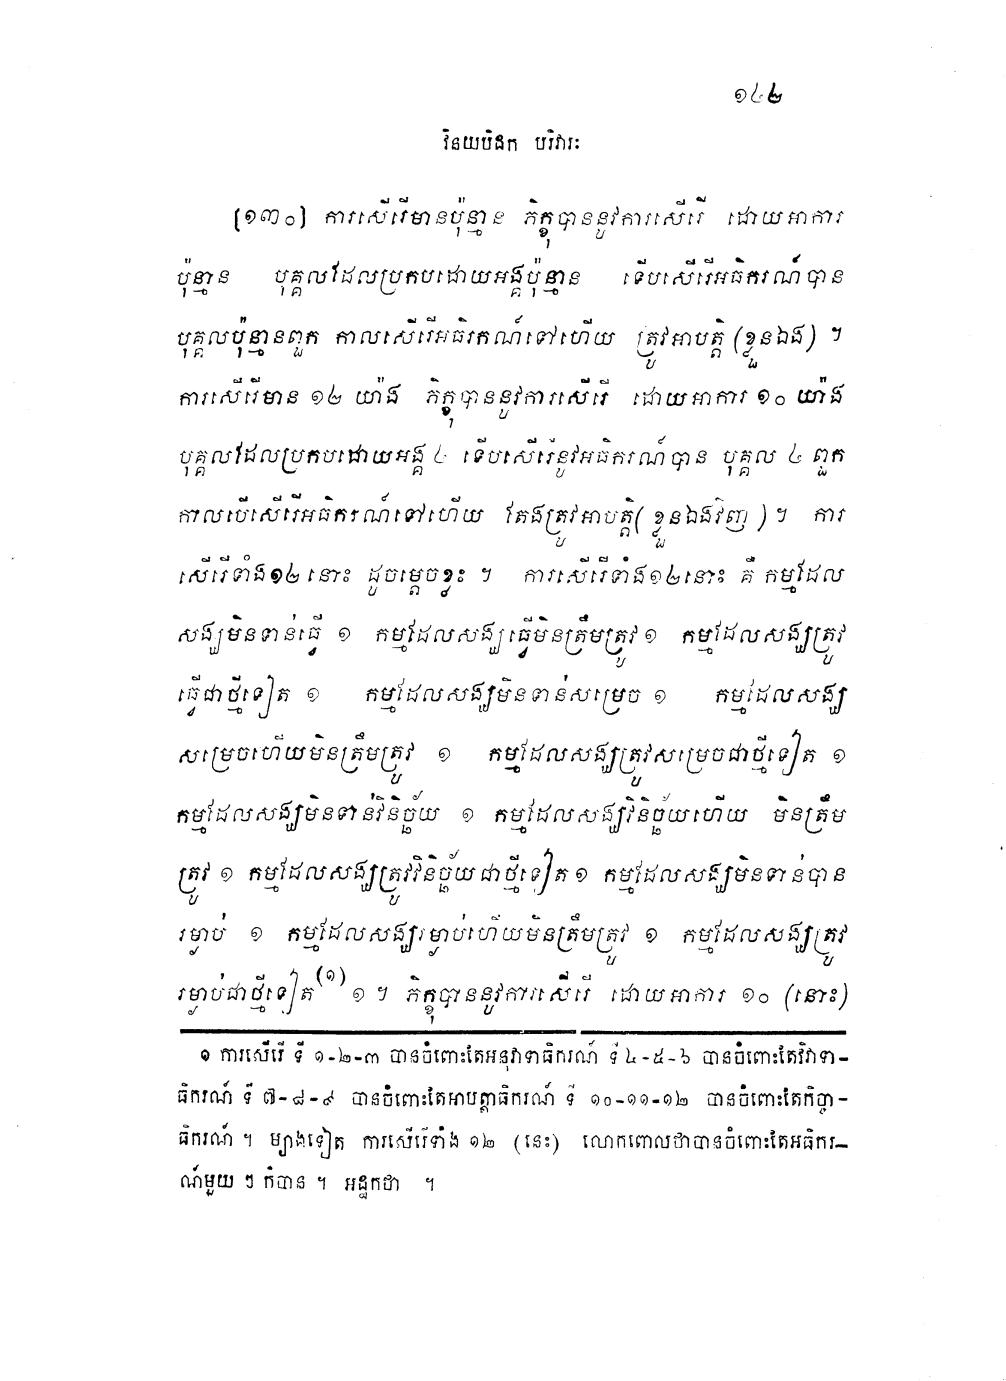 ១៤២
វិនយបិដក បរិវារៈ
[១៣០] ការសើរើមានប៉ុន្មាន ភិក្ខុបាននូវការសើរើ ដោយអាការ
ប៉ុន្មាន បុគ្គលដែលប្រកបដោយអង្គប៉ុន្មាន ទើបសើរើអធិករណ៍បាន
បុគ្គលប៉ុន្មានពួក កាលសើរើអធិរកណ៍ទៅហើយ ត្រូវអាបត្តិ (ខ្លួនឯង) ។
ការសើរើមាន ១២ យ៉ាង ភិក្ខុបាននូវការសើរើ ដោយអាការ ១០ យ៉ាង
បុគ្គលដែលប្រកបដោយអង្គ ៤ ទើបសើរើនូវអធិករណ៍បាន បុគ្គល ៤ ពួក
កាលបើសើរើអធិករណ៍ទៅហើយ តែងត្រូវអាបត្តិ( ខ្លួនឯងវិញ ) ។ ការ
សើរើទាំង១២ នោះ ដូចម្តេចខ្លះ ។ ការសើរើទាំង១២នោះ គឺ កម្មដែល
សង្ឃមិនទាន់ធ្វើ ១ កម្មដែលសង្ឃធ្វើមិនត្រឹមត្រូវ ១ កម្មដែលសង្ឃត្រូវ
ធ្វើជាថ្មីទៀត ១ កម្មដែលសង្ឃមិនទាន់សម្រេច ១ កម្មដែលសង្ឃ
សម្រេចហើយមិនត្រឹមត្រូវ ១ កម្មដែលសង្ឃត្រូវសម្រេចជាថ្មីទៀត ១
កម្មដែលសង្ឃមិនទាន់វិនិច្ឆ័យ ១ កម្មដែលសង្ឃវិនិច្ឆ័យហើយ មិនត្រឹម
ត្រូវ ១ កម្មដែលសង្ឃត្រូវវិនិច្ឆ័យជាថ្មីទៀត ១ កម្មដែលសង្ឃមិនទាន់បាន
រម្ងាប់ ១ កម្មដែលសង្ឃរម្ងាប់ហើយមិនត្រឹមត្រូវ ១ កម្មដែលសង្ឃត្រូវ
រម្ងាប់ជាថ្មីទៀត(១) ១ ។ ភិក្ខុបាននូវការសើរើ ដោយអាការ ១០ (នោះ)
១ ការសើរើ ទី ១-២-៣ បានចំពោះតែអនុវាទាធិករណ៍ ទី ៤-៥-៦ បានចំពោះតែវិវាទា-
ធិករណ៍ ទី ៧-៨-៩ បានចំពោះតែអាបត្តាធិករណ៍ ទី ១០-១១-១២ បានចំពោះតែកិច្ចា-
ធិករណ៍ ។ ម្យាងទៀត ការសើរើទាំង ១២ (នេះ) លោកពោលថាបានចំពោះតែអធិករ-
ណ៍មួយ ៗ ក៏បាន ។ អដ្ឋកថា ។